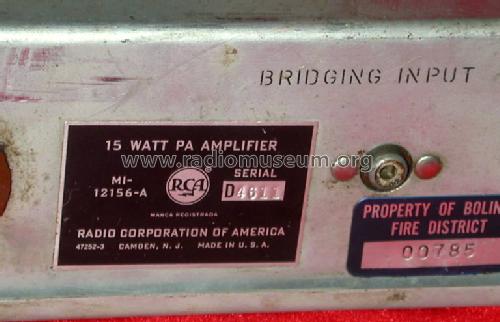 BRIDGING INPUT
15 WATT PA AMPLIFIER
MI-
12156-A
RCA
SERIAL
D4611
MARCA REGISTRADA
RADIO CORPORATION OF AMERICA
47252-3 CAMDEN, N. J. MADE IN U. S. A.
www.radiomuseum.org
PROPERTY OF BOLIN
FIRE DISTRICT
00785